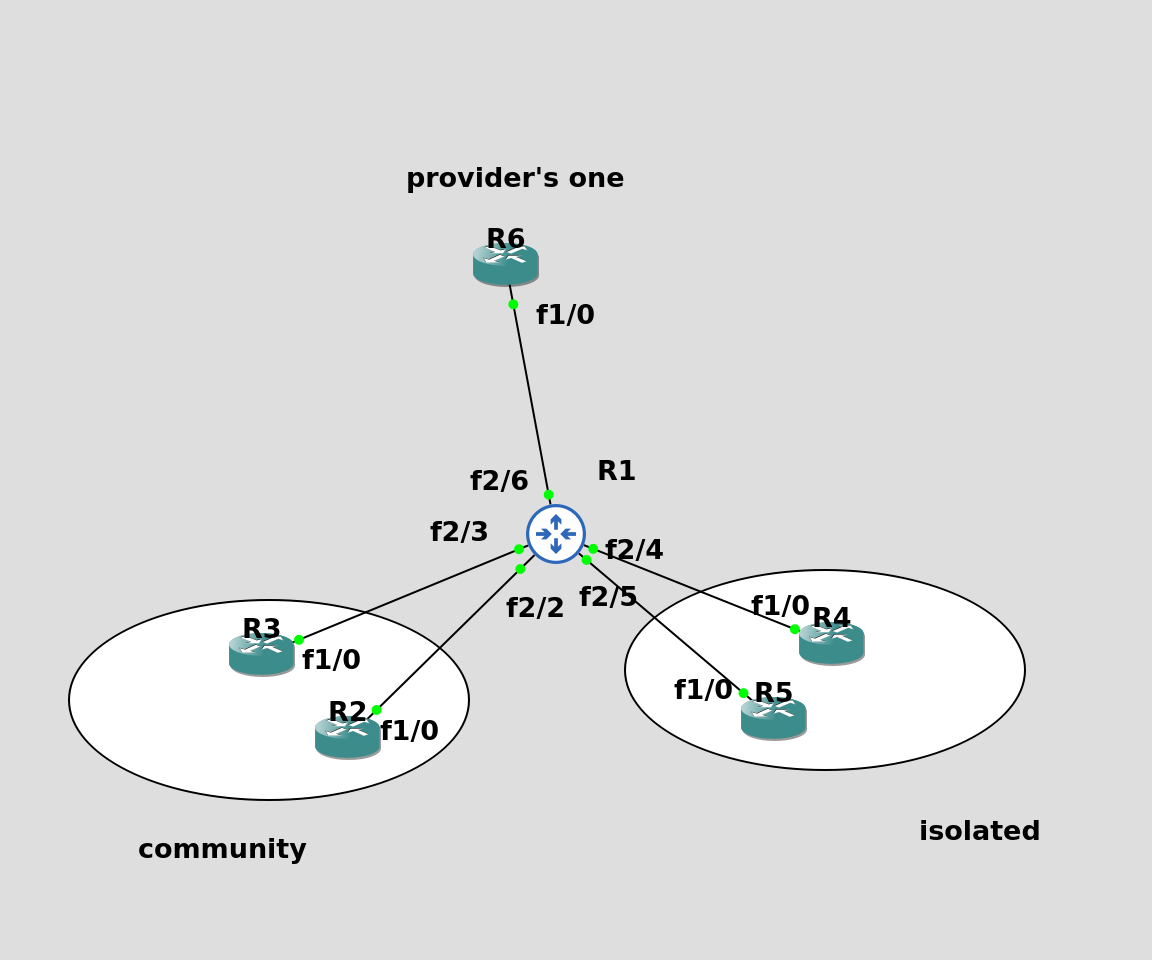 provider's one
R6
f1/0
R1
f2/6
f2/3
f2/4
f2/5
f2/2
f1/0
R4
R3
f1/0
f1/0
R5
R2
f1/0
isolated
community